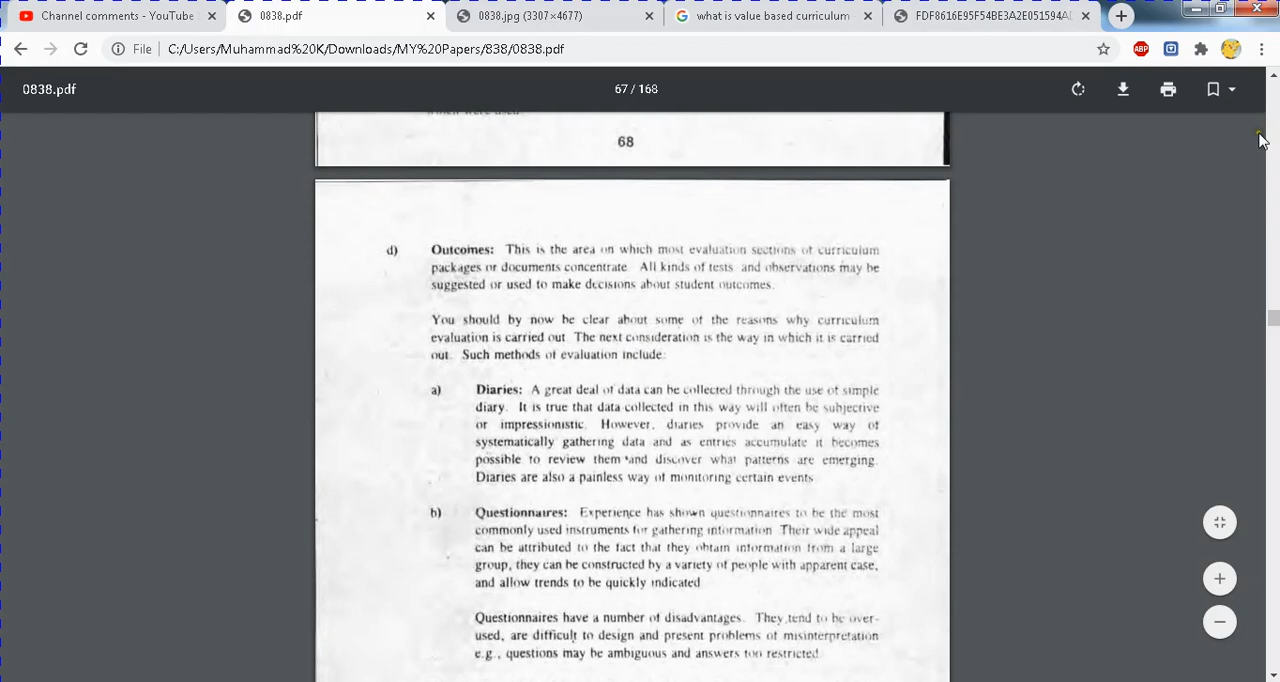 Channel comments - YouTube
0838.pdf
0838.jpg (3307×4677)
what is value based curriculum
FDF8616E95F54BE3A2E051594A
File
C:/Users/Muhammad%20K/Downloads/MY%20Papers/838/0838.pdf
ABP
0838.pdf
67 / 168
which were used
68
d) Outcomes: This is the area on which most evaluation sections of curriculum
packages or documents concentrate. All kinds of tests and observations may be
suggested or used to make decisions about student outcomes.
You should by now be clear about some of the reasons why curriculum
evaluation is carried out. The next consideration is the way in which it is carried
out. Such methods of evaluation include:
a) Diaries: A great deal of data can be collected through the use of simple
diary. It is true that data collected in this way will often be subjective
or impressionistic. However, diaries provide an easy way of
systematically gathering data and as entries accumulate it becomes
possible to review them and discover what patterns are emerging.
Diaries are also a painless way of monitoring certain events
b) Questionnaires: Experience has shown questionnaires to be the most
commonly used instruments for gathering information. Their wide appeal
can be attributed to the fact that they obtain information from a large
group, they can be constructed by a variety of people with apparent case,
and allow trends to be quickly indicated
Questionnaires have a number of disadvantages. They tend to be over-
used, are difficult to design and present problems of misinterpretation
e.g., questions may be ambiguous and answers too restricted.